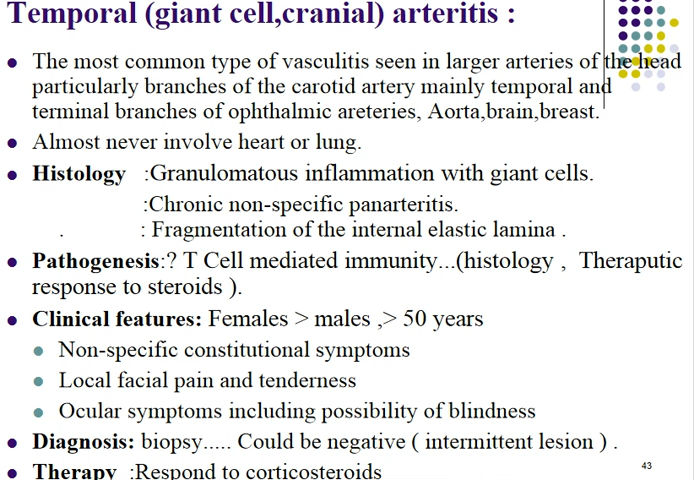 Temporal (giant cell,cranial) arteritis :
● The most common type of vasculitis seen in larger arteries of the head
particularly branches of the carotid artery mainly temporal and
terminal branches of ophthalmic areteries, Aorta,brain,breast.
● Almost never involve heart or lung.
● Histology :Granulomatous inflammation with giant cells.
:Chronic non-specific panarteritis.
. : Fragmentation of the internal elastic lamina .
● Pathogenesis:? T Cell mediated immunity...(histology , Theraputic
response to steroids ).
● Clinical features: Females > males ,> 50 years
● Non-specific constitutional symptoms
● Local facial pain and tenderness
● Ocular symptoms including possibility of blindness
● Diagnosis: biopsy..... Could be negative ( intermittent lesion ) .
● Therapy :Respond to corticosteroids
43